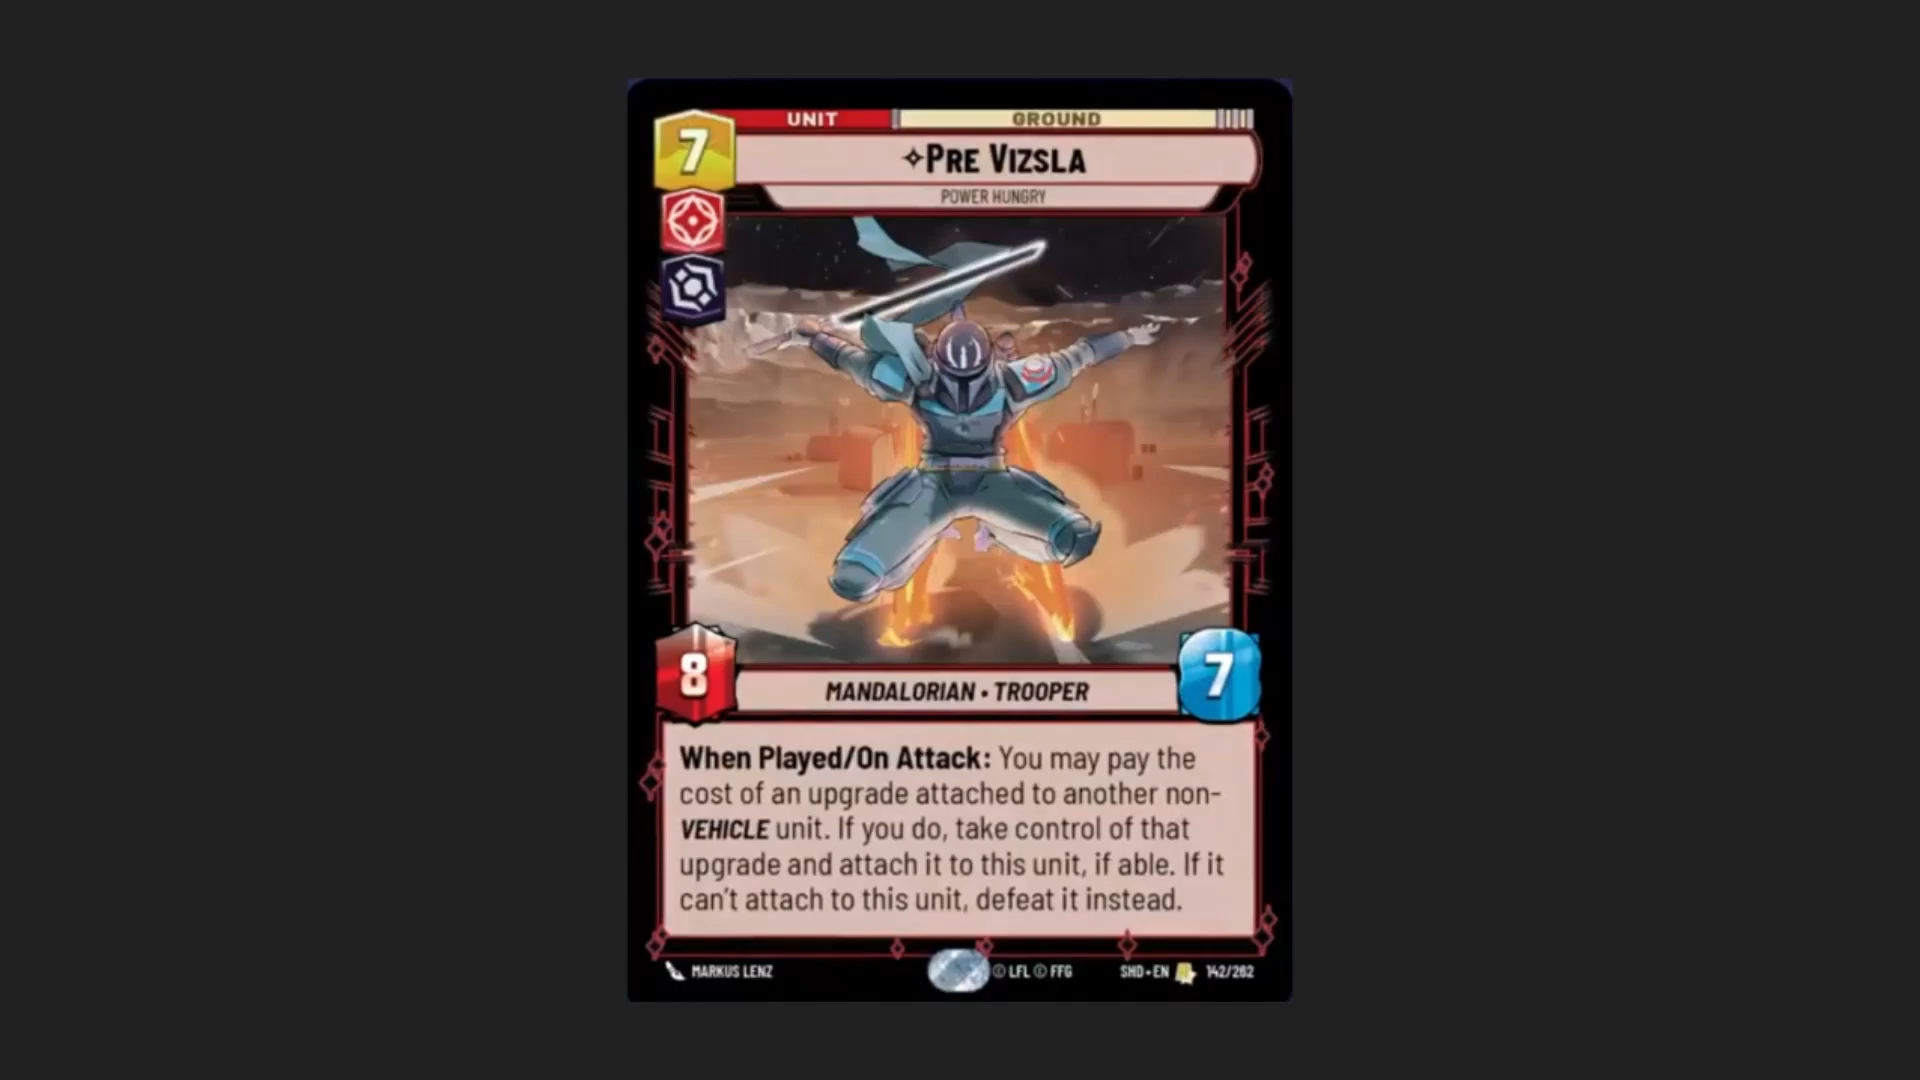 UNIT
GROUND
7
PRE VIZSLA
POWER HUNGRY
8
MANDALORIAN • TROOPER
7
When Played/On Attack: You may pay the
cost of an upgrade attached to another non-
VEHICLE unit. If you do, take control of that
upgrade and attach it to this unit, if able. If it
can't attach to this unit, defeat it instead.
MARKUS LENZ
© LFL © FFG
SHD • EN
142/262